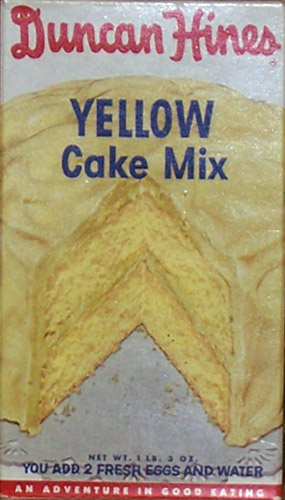 Duncan Hines
YELLOW
Cake Mix
NET WT. 1 LB. 3 OZ.
YOU ADD 2 FRESH EGGS AND WATER
AN ADVENTURE IN GOOD EATING